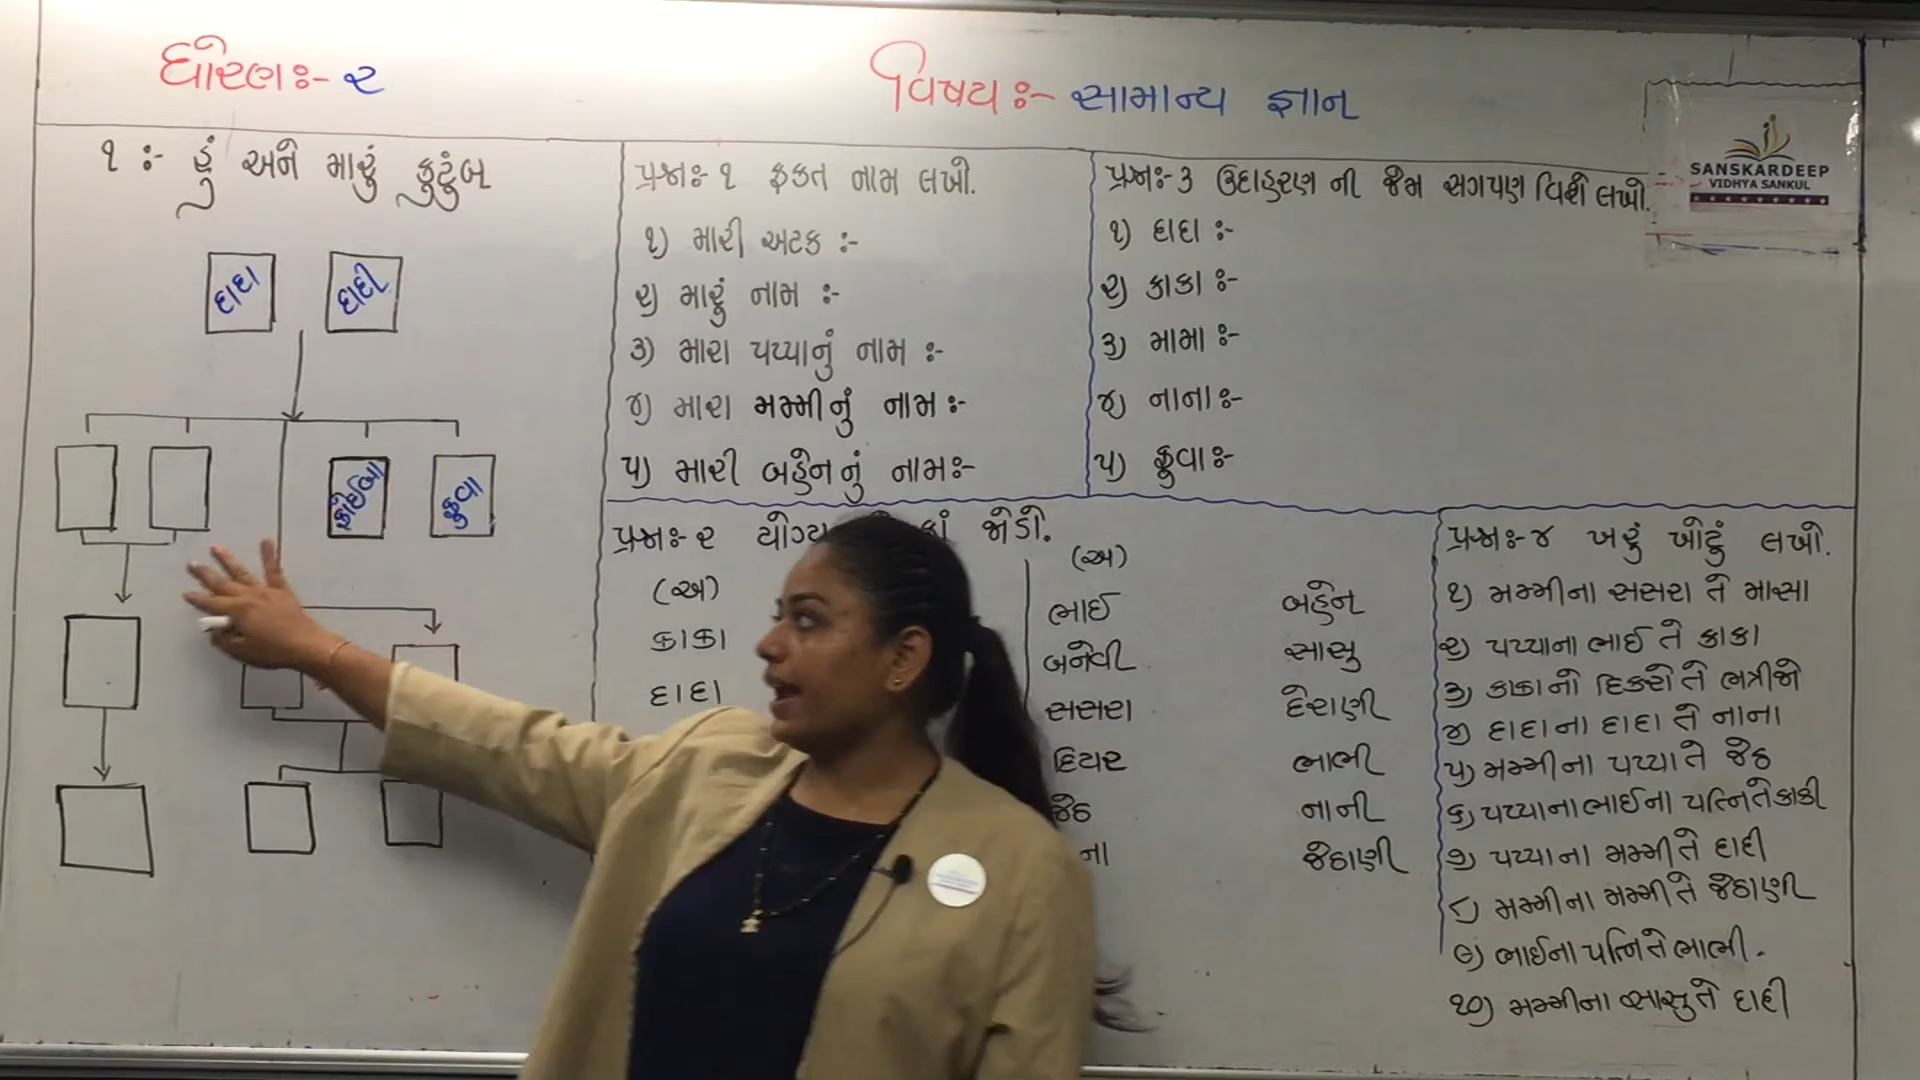 ધોરણઃ- ૨
વિષયઃ- સામાન્ય જ્ઞાન
SANSKARDEEP
VIDHYA SANKUL
૧ ઃ- હું અને મારું કુટુંબ
દાદા
દાદી
ફોઈબા
ફુવા
પ્રશ્નઃ- ૧ ફકત નામ લખો.
૧) મારી અટક ઃ-
૨) મારું નામ ઃ-
૩) મારા પપ્પાનું નામ ઃ-
૪) મારા મમ્મીનું નામઃ-
૫) મારી બહેનનું નામઃ-
પ્રશ્નઃ- ૩ ઉદાહરણ ની જેમ સગપણ વિશે લખો.
૧) દાદા ઃ-
૨) કાકા ઃ-
૩) મામા ઃ-
૪) નાનાઃ-
૫) ફુવાઃ-
પ્રશ્નઃ- ૨ યોગ્ય જોડો.
(અ)
કાકા
દાદા
(અ)
ભાઈ બહેન
બનેવી સાસુ
સસરા દેરાણી
દિયર ભાભી
જેઠ નાની
જેઠાણી
પ્રશ્નઃ-૪ ખરું ખોટું લખો.
૧) મમ્મીના સસરા તે માસા
૨) પપ્પાના ભાઈ તે કાકા
૩) કાકાનો દિકરો તે ભત્રીજો
૪) દાદાના દાદા તે નાના
૫) મમ્મીના પપ્પા તે જેઠ
૬) પપ્પાના ભાઈના પત્નિ તે કાકી
૭) પપ્પાના મમ્મી તે દાદી
૮) મમ્મીના મમ્મી તે જેઠાણી
૯) ભાઈના પત્નિ તે ભાભી.
૧૦) મમ્મીના સાસુ તે દાદી